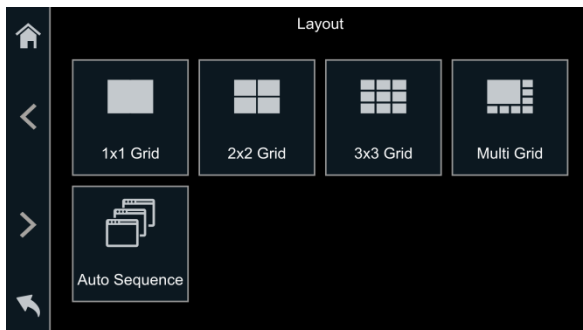 Layout
1x1 Grid
2x2 Grid
3x3 Grid
Multi Grid
Auto Sequence